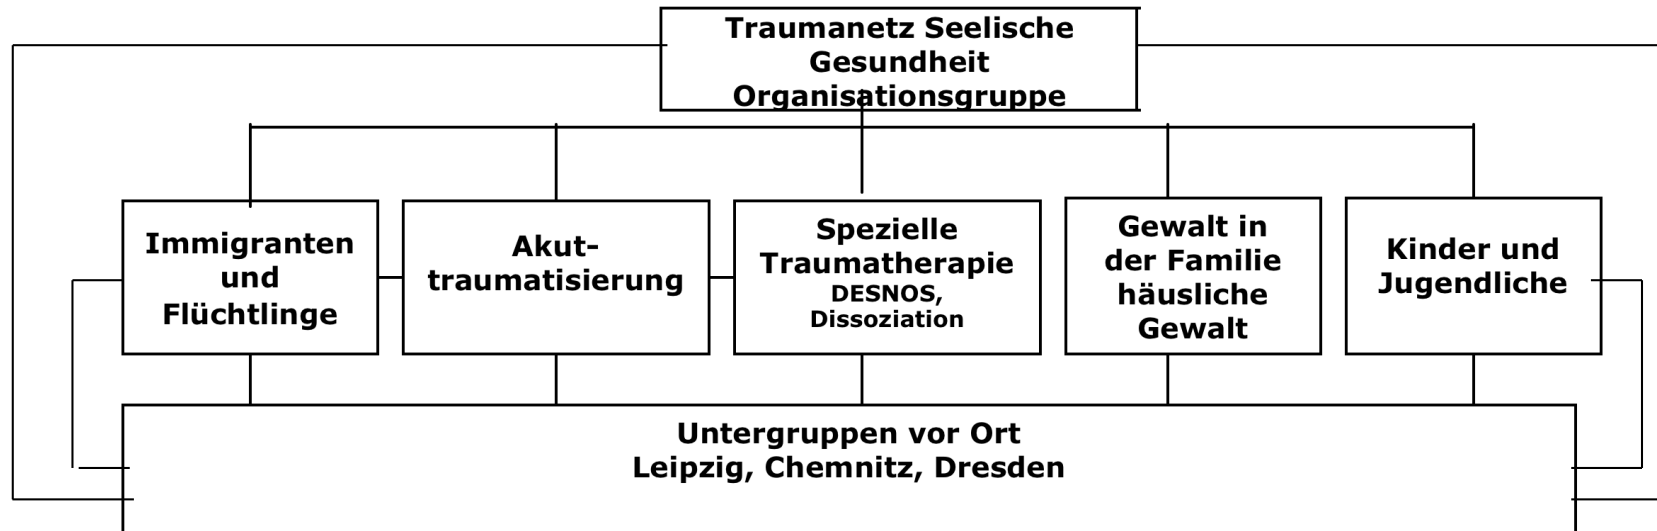 Traumanetz Seelische
Gesundheit
Organisationsgruppe
Immigranten
und
Flüchtlinge
Akut-
traumatisierung
Spezielle
Traumatherapie
DESNOS,
Dissoziation
Gewalt in
der Familie
häusliche
Gewalt
Kinder und
Jugendliche
Untergruppen vor Ort
Leipzig, Chemnitz, Dresden